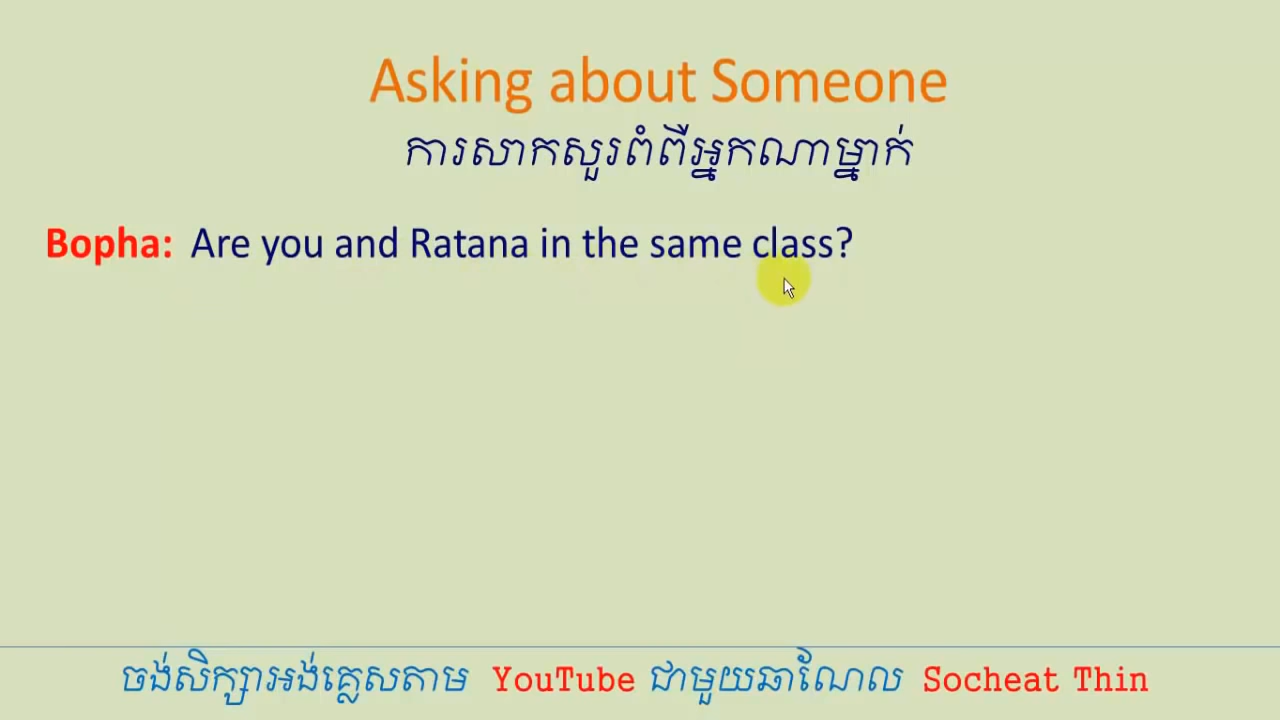 Asking about Someone
ការសាកសួរពំពីអ្នកណាម្នាក់
Bopha: Are you and Ratana in the same class?
ចង់សិក្សាអង់គ្លេសតាម YouTube ជាមួយឆាណែល Socheat Thin